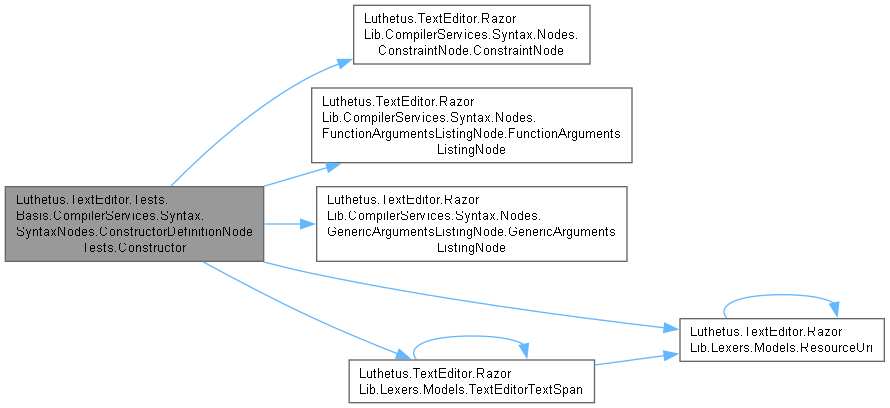 Luthetus.TextEditor.Razor
Lib.CompilerServices.Syntax.Nodes.
ConstraintNode.ConstraintNode
Luthetus.TextEditor.Razor
Lib.CompilerServices.Syntax.Nodes.
FunctionArgumentsListingNode.FunctionArguments
ListingNode
Luthetus.TextEditor.Tests.
Basis.CompilerServices.Syntax.
SyntaxNodes.ConstructorDefinitionNode
Tests.Constructor
Luthetus.TextEditor.Razor
Lib.CompilerServices.Syntax.Nodes.
GenericArgumentsListingNode.GenericArguments
ListingNode
Luthetus.TextEditor.Razor
Lib.Lexers.Models.ResourceUri
Luthetus.TextEditor.Razor
Lib.Lexers.Models.TextEditorTextSpan